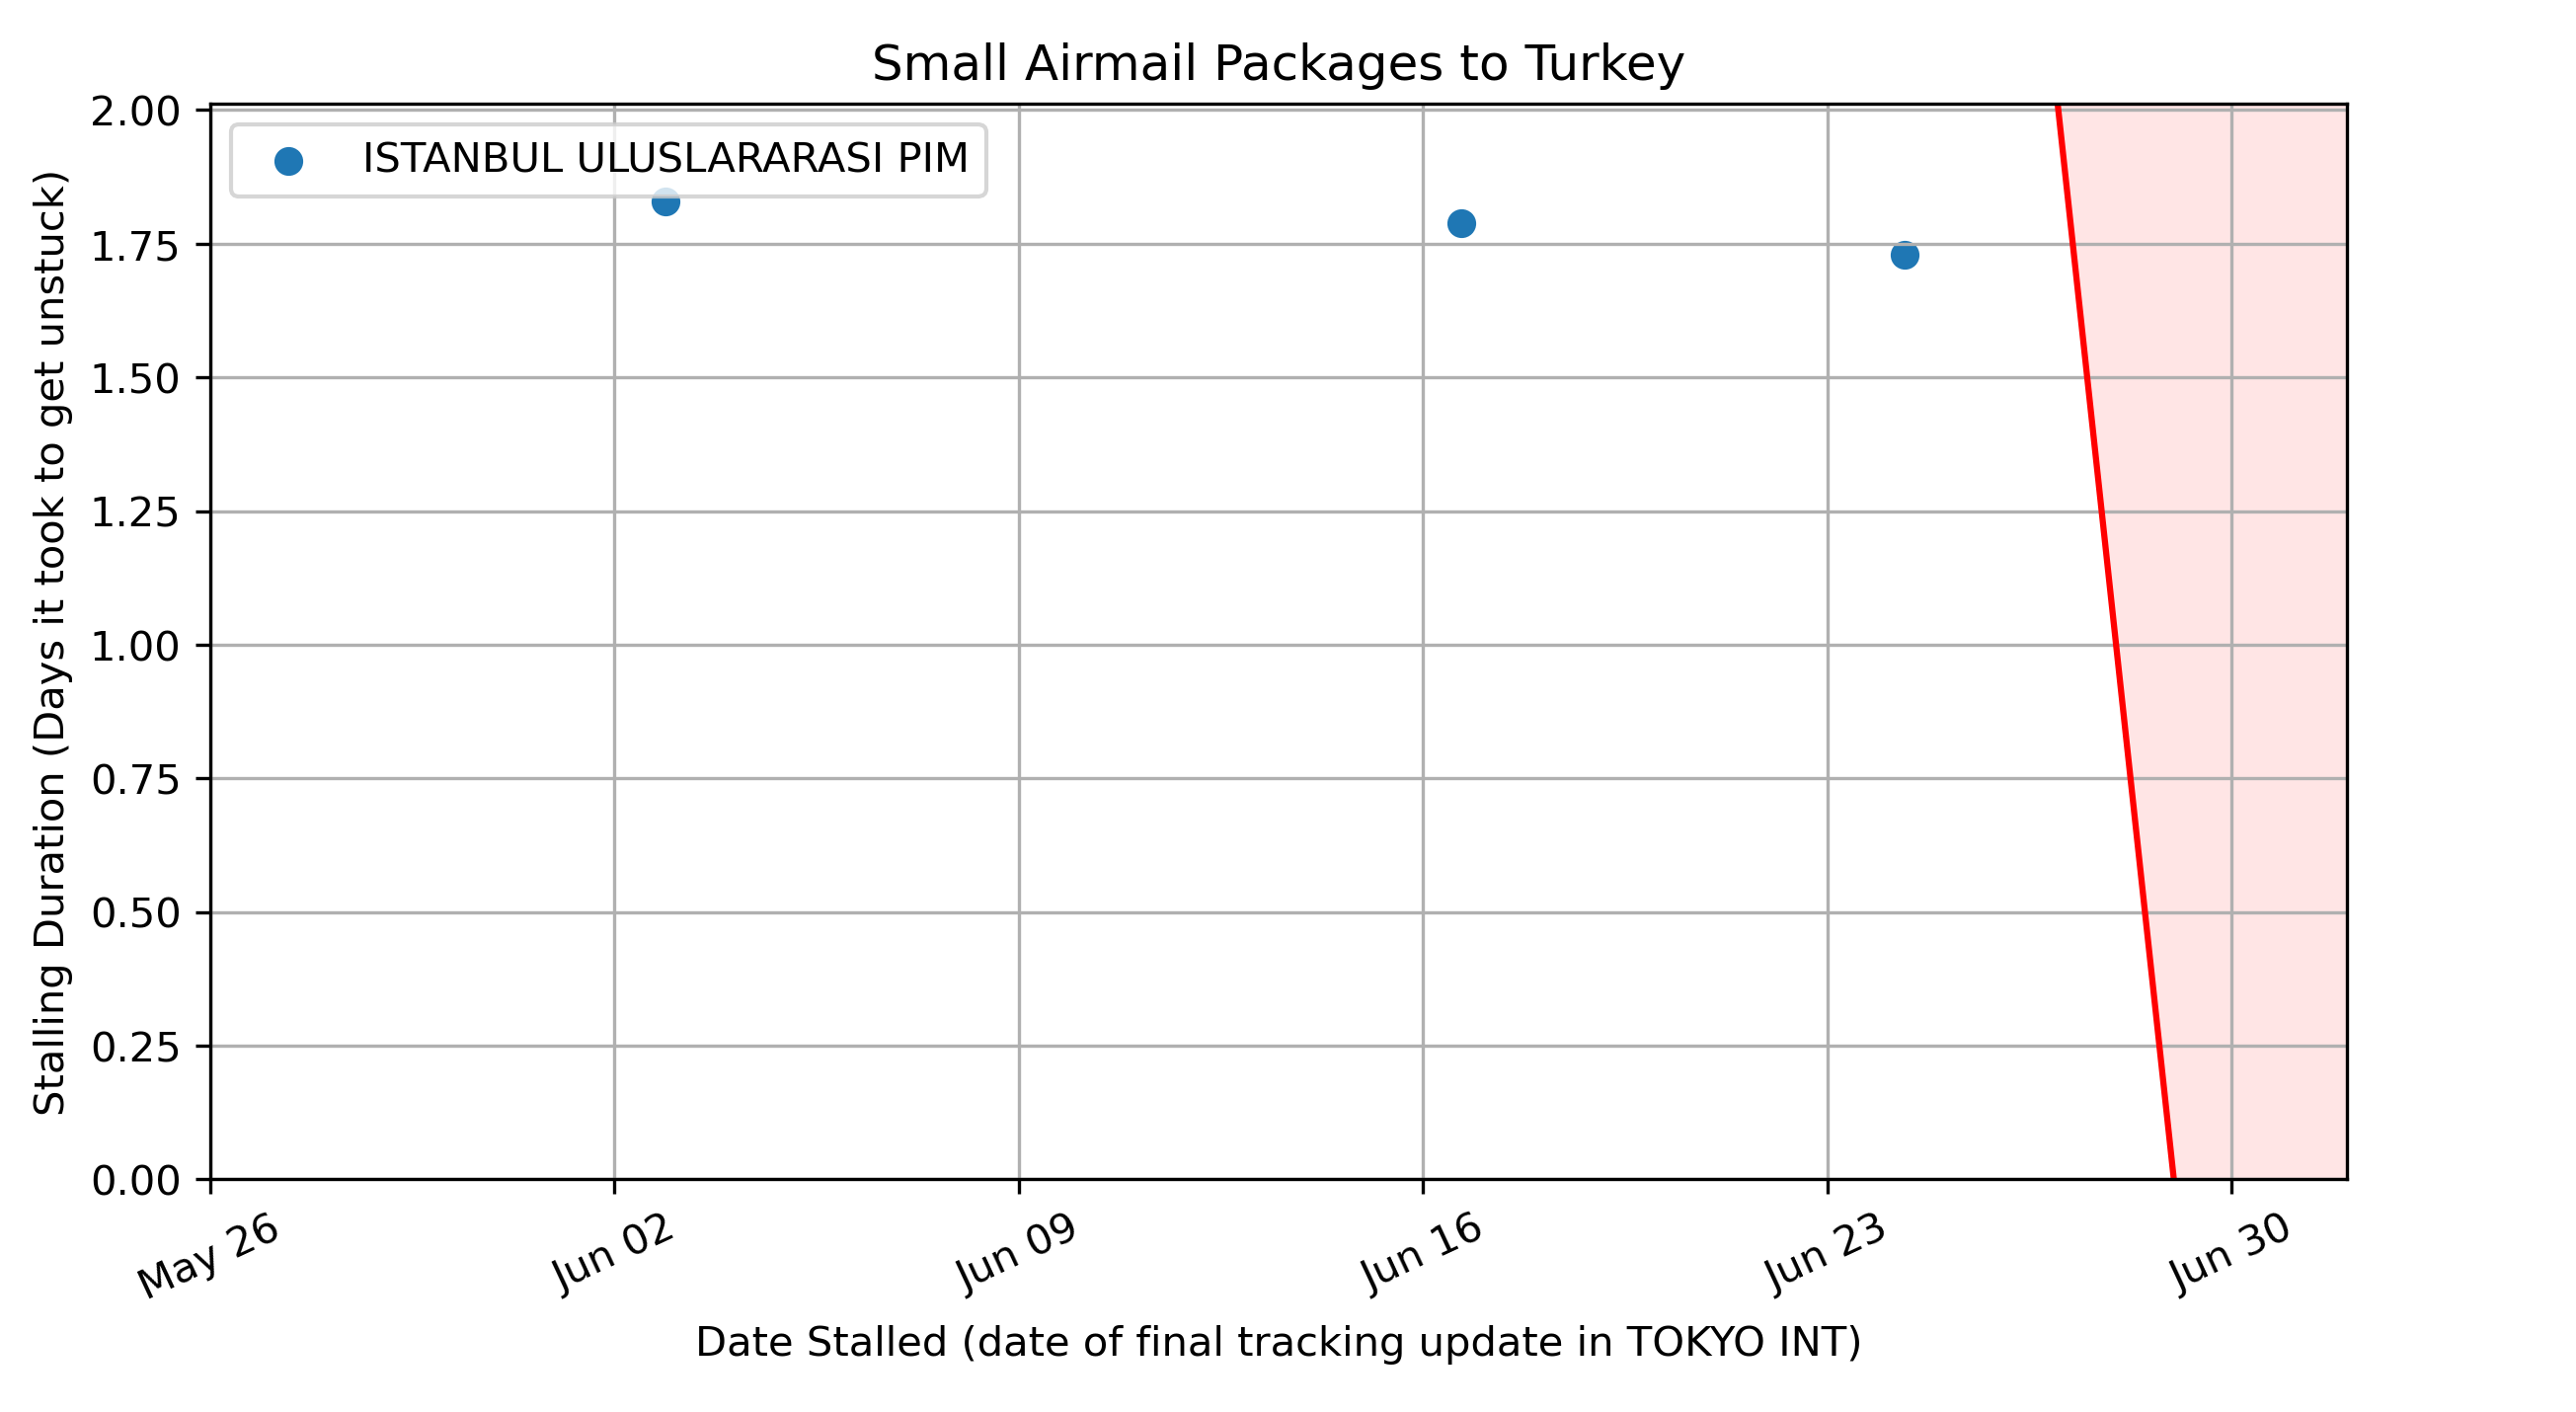 Small Airmail Packages to Turkey
ISTANBUL ULUSLARARASI PIM
Stalling Duration (Days it took to get unstuck)
2.00
1.75
1.50
1.25
1.00
0.75
0.50
0.25
0.00
May 26
Jun 02
Jun 09
Jun 16
Jun 23
Jun 30
Date Stalled (date of final tracking update in TOKYO INT)